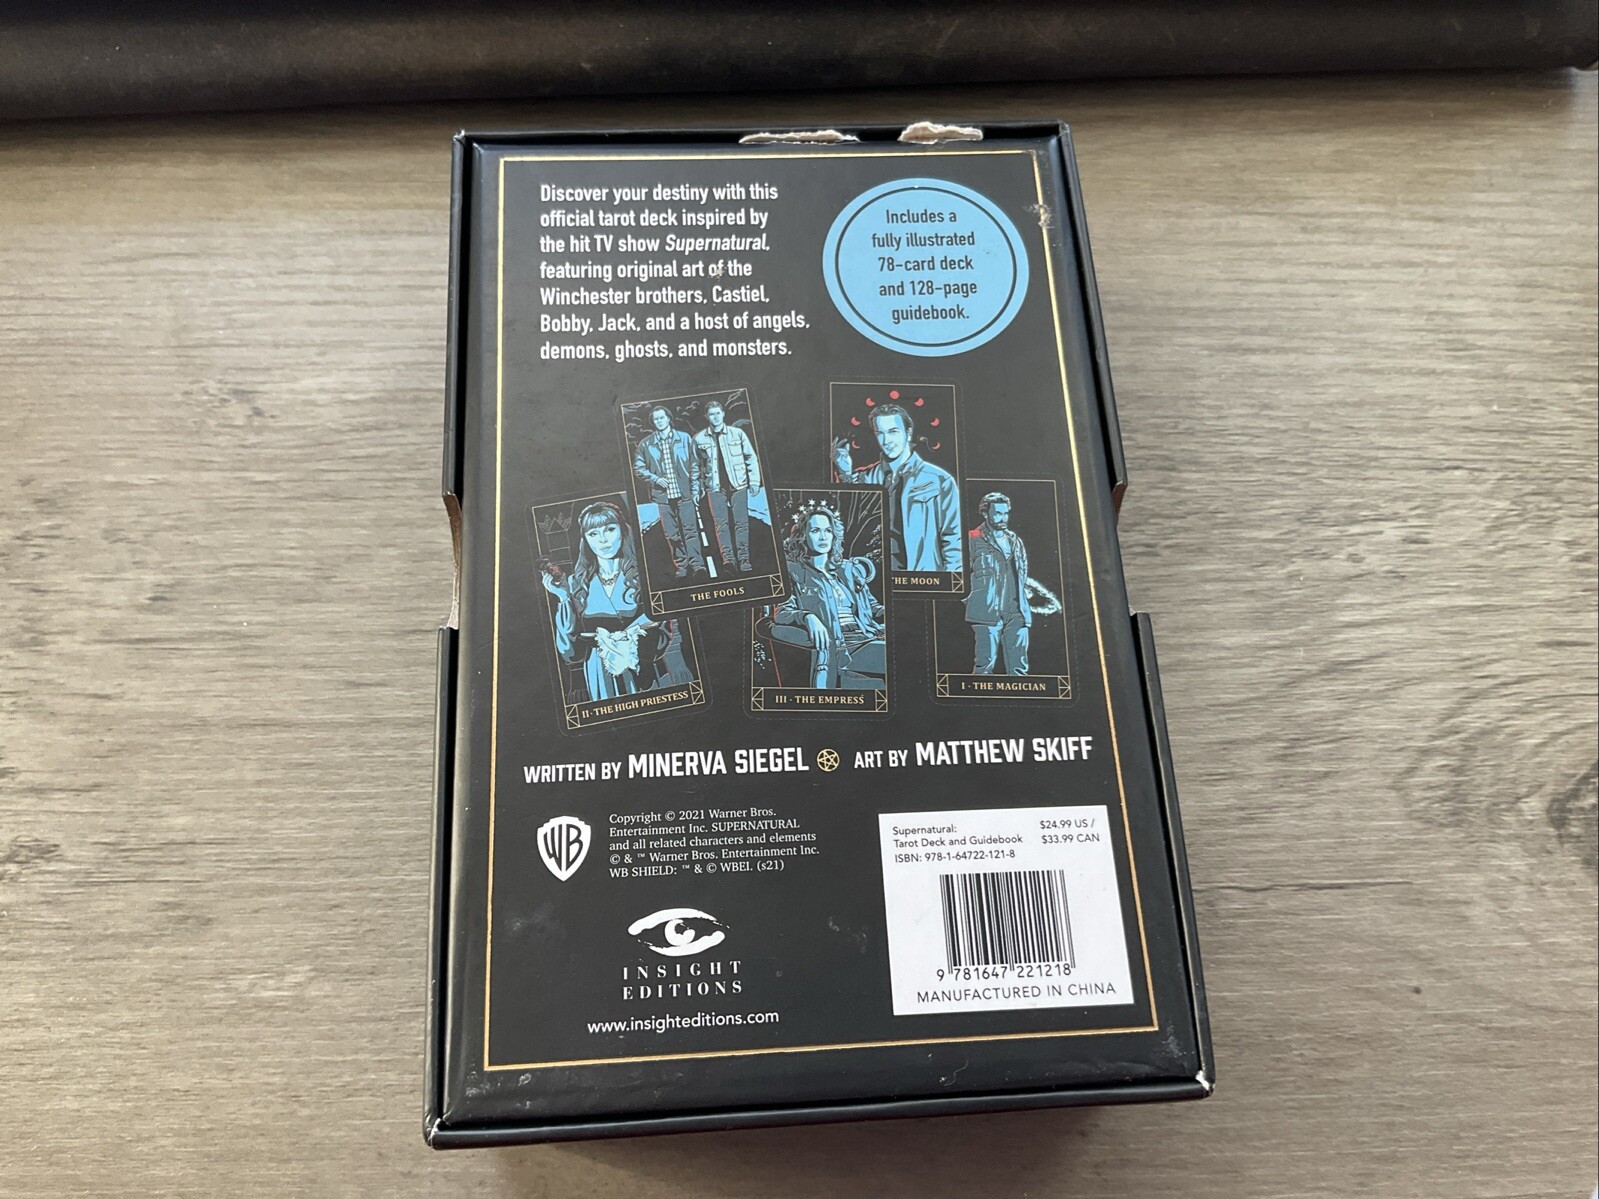 Discover your destiny with this
official tarot deck inspired by
the hit TV show Supernatural,
featuring original art of the
Winchester brothers, Castiel,
Bobby, Jack, and a host of angels,
demons, ghosts, and monsters.
Includes a
fully illustrated
78-card deck
and 128-page
guidebook.
THE FOOLS
THE MOON
II · THE HIGH PRIESTESS
III · THE EMPRESS
I · THE MAGICIAN
WRITTEN BY MINERVA SIEGEL ART BY MATTHEW SKIFF
WB
Copyright © 2021 Warner Bros.
Entertainment Inc. SUPERNATURAL
and all related characters and elements
© & ™ Warner Bros. Entertainment Inc.
WB SHIELD: ™ & © WBEI. (s21)
INSIGHT
EDITIONS
www.insighteditions.com
Supernatural: $24.99 US /
Tarot Deck and Guidebook $33.99 CAN
ISBN: 978-1-64722-121-8
9 781647 221218
MANUFACTURED IN CHINA